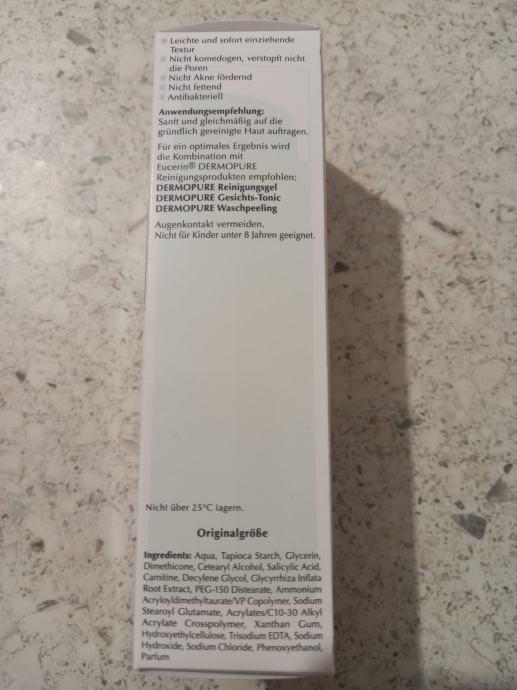 Leichte und sofort einziehende
Textur
Nicht komedogen, verstopft nicht
die Poren
Nicht Akne fördernd
Nicht fettend
Antibakteriell
Anwendungsempfehlung:
Sanft und gleichmäßig auf die
gründlich gereinigte Haut auftragen.
Für ein optimales Ergebnis wird
die Kombination mit
Eucerin® DERMOPURE
Reinigungsprodukten empfohlen:
DERMOPURE Reinigungsgel
DERMOPURE Gesichts-Tonic
DERMOPURE Waschpeeling
Augenkontakt vermeiden.
Nicht für Kinder unter 8 Jahren geeignet.
Nicht über 25°C lagern.
Originalgröße
Ingredients: Aqua, Tapioca Starch, Glycerin,
Dimethicone, Cetearyl Alcohol, Salicylic Acid,
Carnitine, Decylene Glycol, Glycyrrhiza Inflata
Root Extract, PEG-150 Distearate, Ammonium
Acryloyldimethyltaurate/VP Copolymer, Sodium
Stearoyl Glutamate, Acrylates/C10-30 Alkyl
Acrylate Crosspolymer, Xanthan Gum,
Hydroxyethylcellulose, Trisodium EDTA, Sodium
Hydroxide, Sodium Chloride, Phenoxyethanol,
Parfum